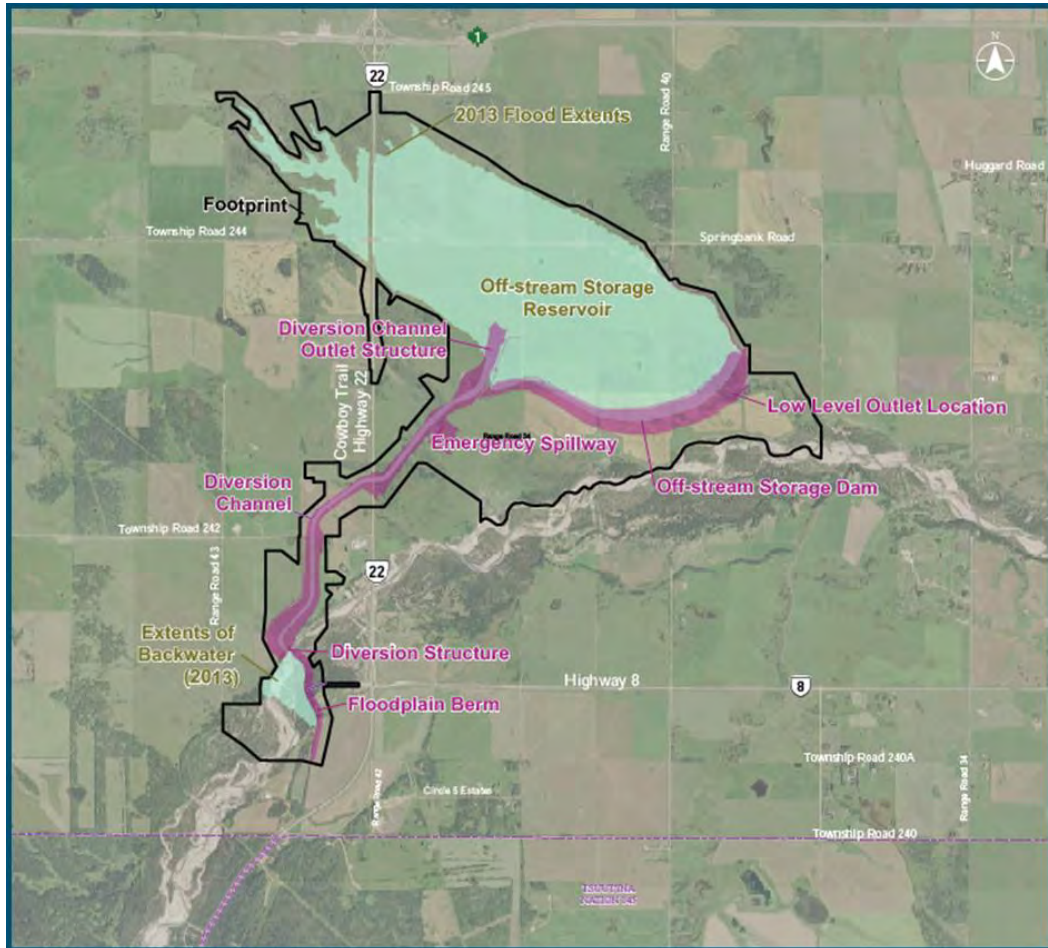 1
N
22
Township Road 245
2013 Flood Extents
Range Road 40
Huggard Road
Footprint
Township Road 244
Springbank Road
Off-stream Storage
Reservoir
Diversion Channel
Outlet Structure
Cowboy Trail
Highway 22
Low Level Outlet Location
Emergency Spillway
Off-stream Storage Dam
Diversion
Channel
Township Road 242
Range Road 43
22
Extents of
Backwater
(2013)
Diversion Structure
Highway 8
8
Floodplain Berm
Township Road 240A
Range Road 42
Range Road 34
Circle 5 Estates
Township Road 240
TSUUT'INA
NATION 145